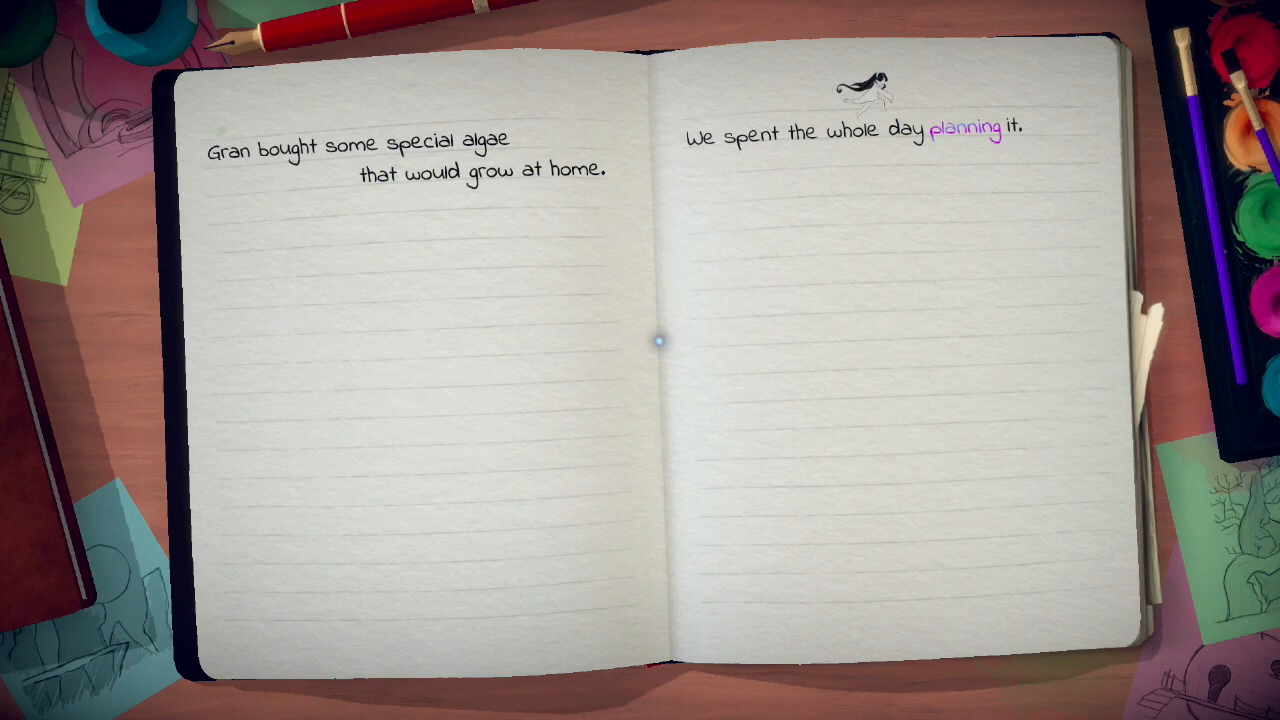 Gran bought some special algae
that would grow at home.
We spent the whole day planning it.